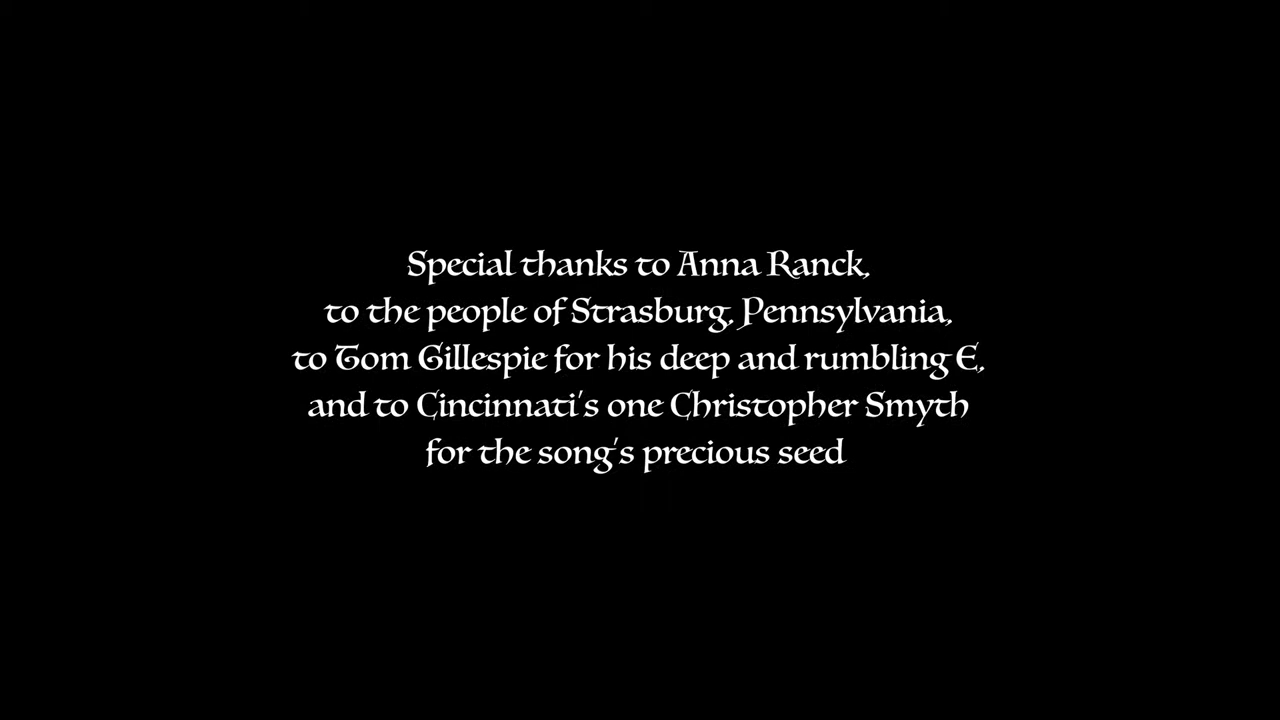 Special thanks to Anna Ranck,
to the people of Strasburg, Pennsylvania,
to Tom Gillespie for his deep and rumbling E,
and to Cincinnati's one Christopher Smyth
for the song's precious seed